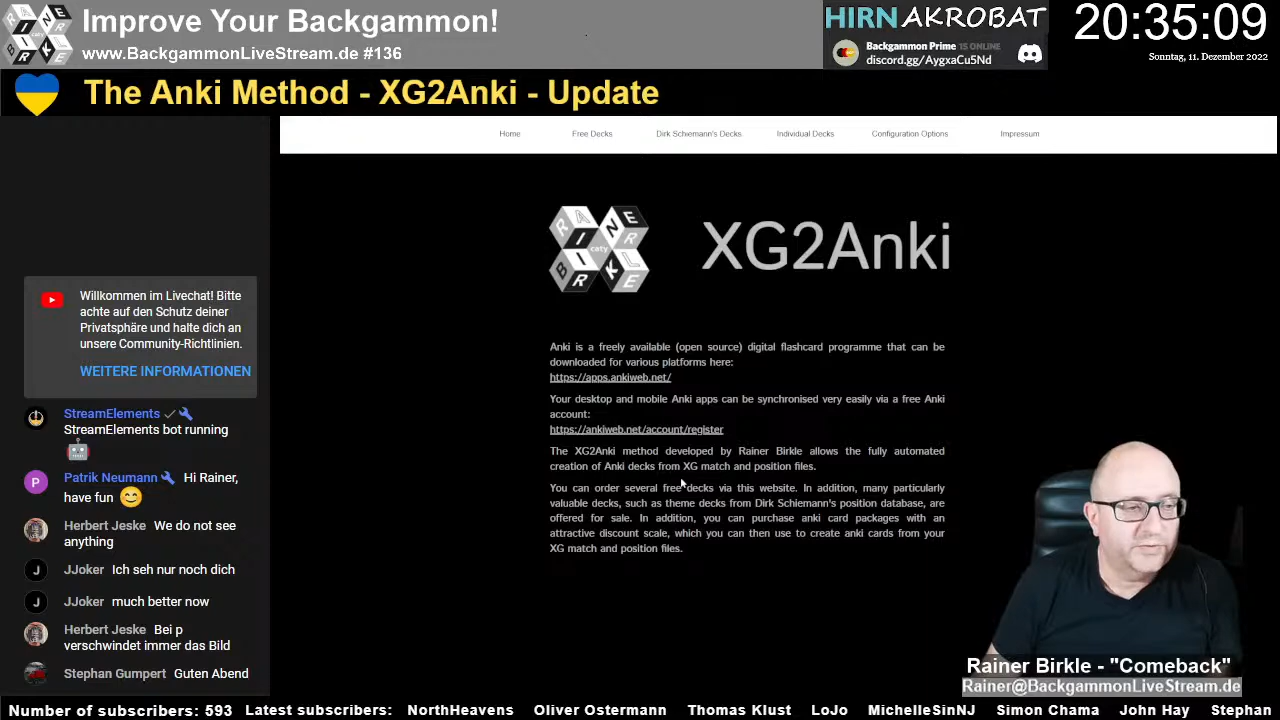 Improve Your Backgammon!
www.BackgammonLiveStream.de #136
HIRNAKROBAT
Backgammon Prime 15 ONLINE
discord.gg/AygxaCu5Nd
20:35:09
Sonntag, 11. Dezember 2022
The Anki Method - XG2Anki - Update
Home Free Decks Dirk Schiemann's Decks Individual Decks Configuration Options Impressum
XG2Anki
Anki is a freely available (open source) digital flashcard programme that can be
downloaded for various platforms here:
https://apps.ankiweb.net/
Your desktop and mobile Anki apps can be synchronised very easily via a free Anki
account:
https://ankiweb.net/account/register
The XG2Anki method developed by Rainer Birkle allows the fully automated
creation of Anki decks from XG match and position files.
You can order several free decks via this website. In addition, many particularly
valuable decks, such as theme decks from Dirk Schiemann's position database, are
offered for sale. In addition, you can purchase anki card packages with an
attractive discount scale, which you can then use to create anki cards from your
XG match and position files.
Willkommen im Livechat! Bitte
achte auf den Schutz deiner
Privatsphäre und halte dich an
unsere Community-Richtlinien.
WEITERE INFORMATIONEN
StreamElements
StreamElements bot running
P
Patrik Neumann Hi Rainer,
have fun
Herbert Jeske We do not see
anything
J
JJoker Ich seh nur noch dich
J
JJoker much better now
Herbert Jeske Bei p
verschwindet immer das Bild
Stephan Gumpert Guten Abend
Rainer Birkle - "Comeback"
Rainer@BackgammonLiveStream.de
Number of subscribers: 593 Latest subscribers: NorthHeavens Oliver Ostermann Thomas Klust LoJo MichelleSinNJ Simon Chama John Hay Stephan